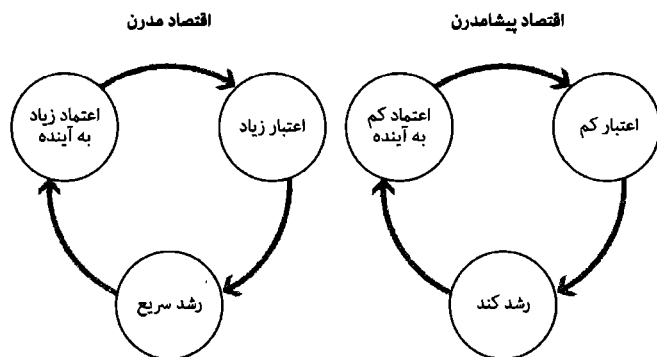 اقتصاد پیشامدرن
اعتبار کم
اعتماد کم
به آینده
رشد کند
اقتصاد مدرن
اعتبار زیاد
اعتماد زیاد
به آینده
رشد سریع